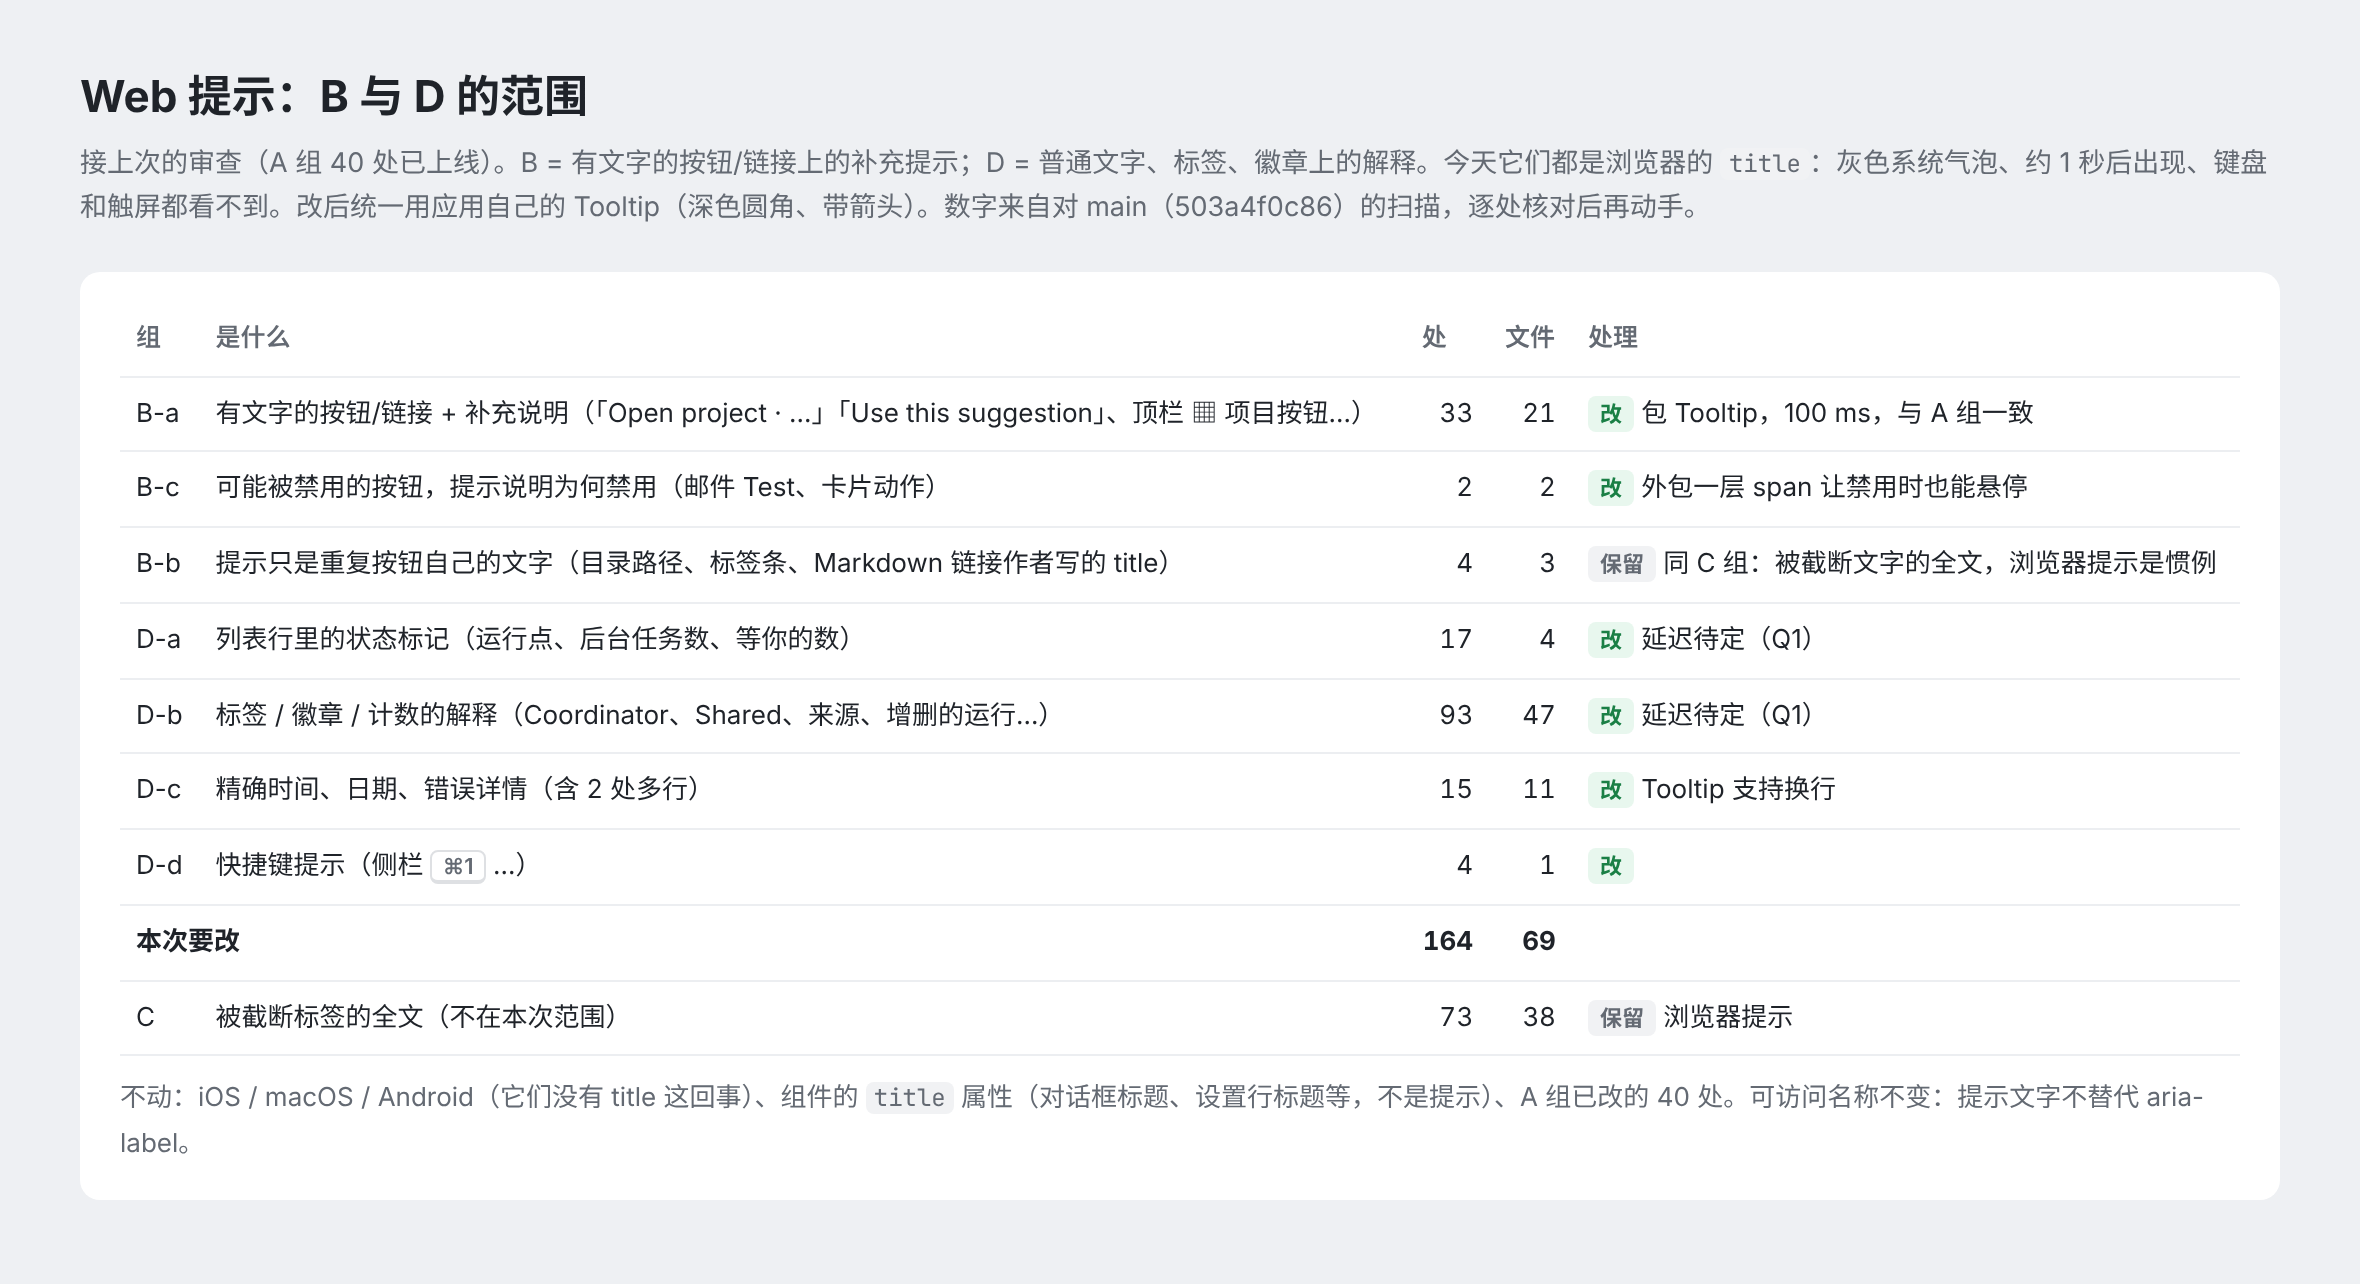 Web 提示：B 与 D 的范围
接上次的审查（A 组 40 处已上线）。B = 有文字的按钮/链接上的补充提示；D = 普通文字、标签、徽章上的解释。今天它们都是浏览器的 title ：灰色系统气泡、约 1 秒后出现、键盘
和触屏都看不到。改后统一用应用自己的 Tooltip（深色圆角、带箭头）。数字来自对 main（503a4f0c86）的扫描，逐处核对后再动手。
组 是什么 处 文件 处理
B-a 有文字的按钮/链接 + 补充说明（「Open project · …」「Use this suggestion」、顶栏 ▦ 项目按钮…） 33 21 改 包 Tooltip，100 ms，与 A 组一致
B-c 可能被禁用的按钮，提示说明为何禁用（邮件 Test、卡片动作） 2 2 改 外包一层 span 让禁用时也能悬停
B-b 提示只是重复按钮自己的文字（目录路径、标签条、Markdown 链接作者写的 title） 4 3 保留 同 C 组：被截断文字的全文，浏览器提示是惯例
D-a 列表行里的状态标记（运行点、后台任务数、等你的数） 17 4 改 延迟待定（Q1）
D-b 标签 / 徽章 / 计数的解释（Coordinator、Shared、来源、增删的运行…） 93 47 改 延迟待定（Q1）
D-c 精确时间、日期、错误详情（含 2 处多行） 15 11 改 Tooltip 支持换行
D-d 快捷键提示（侧栏 ⌘1 …） 4 1 改
本次要改 164 69
C 被截断标签的全文（不在本次范围） 73 38 保留 浏览器提示
不动：iOS / macOS / Android（它们没有 title 这回事）、组件的 title 属性（对话框标题、设置行标题等，不是提示）、A 组已改的 40 处。可访问名称不变：提示文字不替代 aria-
label。